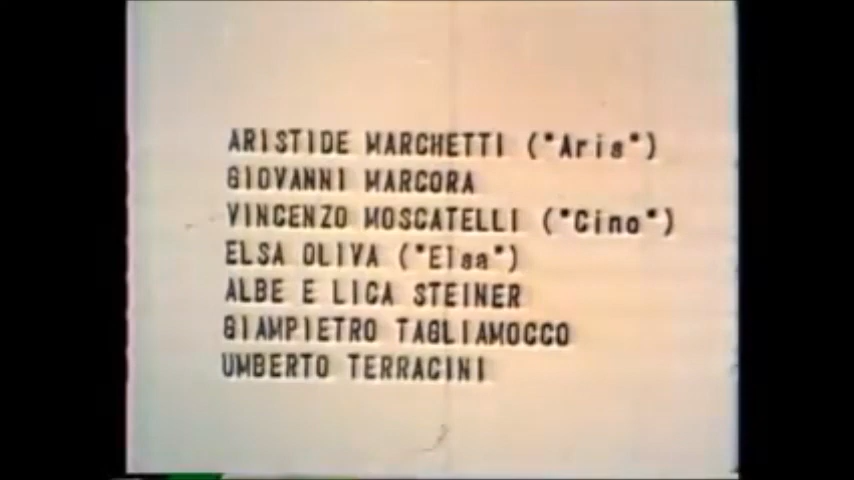 ARISTIDE MARCHETTI ("Aris")
GIOVANNI MARCORA
VINCENZO MOSCATELLI ("Cino")
ELSA OLIVA ("Elsa")
ALBE E LICA STEINER
GIAMPIETRO TAGLIAMOCCO
UMBERTO TERRACINI